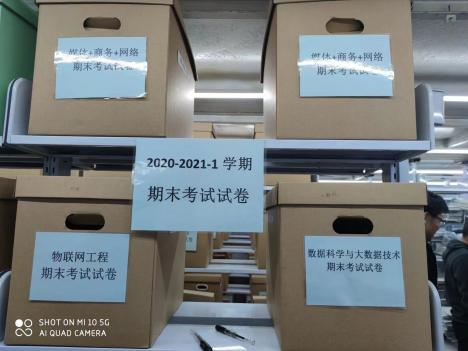 媒体+商务+网络
期末考试试卷
媒体+商务+网络
期末考试试卷
2020-2021-1 学期
期末考试试卷
物联网工程
期末考试试卷
数据科学与大数据技术
期末考试试卷
SHOT ON MI 10 5G
AI QUAD CAMERA